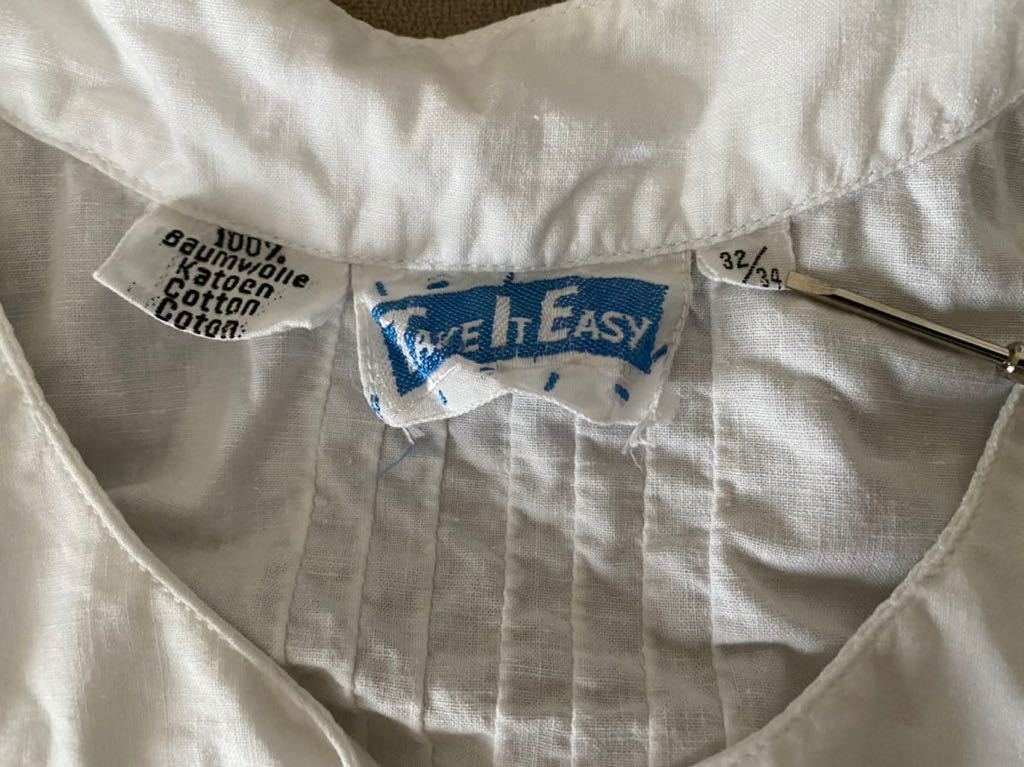 100%
Baumwolle
Katoen
Cotton
Coton
TAKE IT EASY
32/34